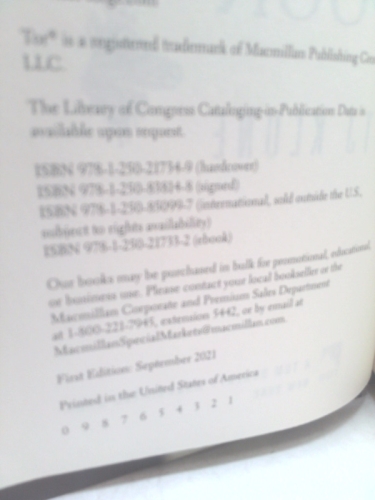 Tor® is a registered trademark of Macmillan Publishing
LLC.
The Library of Congress Cataloging-in-Publication Data is
available upon request.
ISBN 978-1-250-21734-9 (hardcover)
ISBN 978-1-250-83814-8 (signed)
ISBN 978-1-250-85099-7 (international, sold outside the U.S.,
subject to rights availability)
ISBN 978-1-250-21733-2 (ebook)
Our books may be purchased in bulk for promotional, educational,
or business use. Please contact your local bookseller or the
Macmillan Corporate and Premium Sales Department
at 1-800-221-7945, extension 5442, or by email at
MacmillanSpecialMarkets@macmillan.com.
First Edition: September 2021
Printed in the United States of America
0 9 8 7 6 5 4 3 2 1